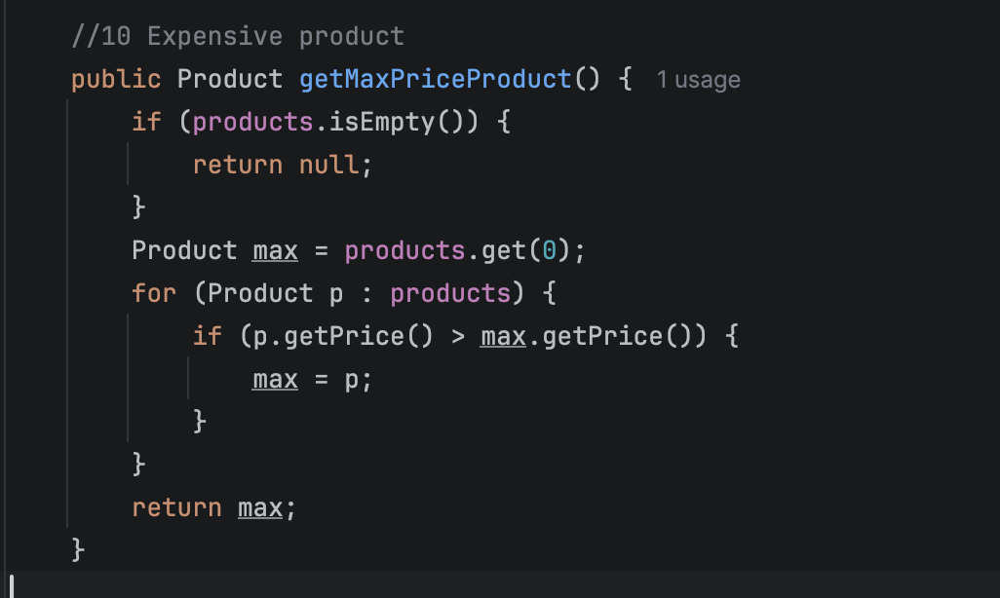 //10 Expensive product
public Product getMaxPriceProduct() { 1 usage
if (products.isEmpty()) {
return null;
}
Product max = products.get(0);
for (Product p : products) {
if (p.getPrice() > max.getPrice()) {
max = p;
}
}
return max;
}